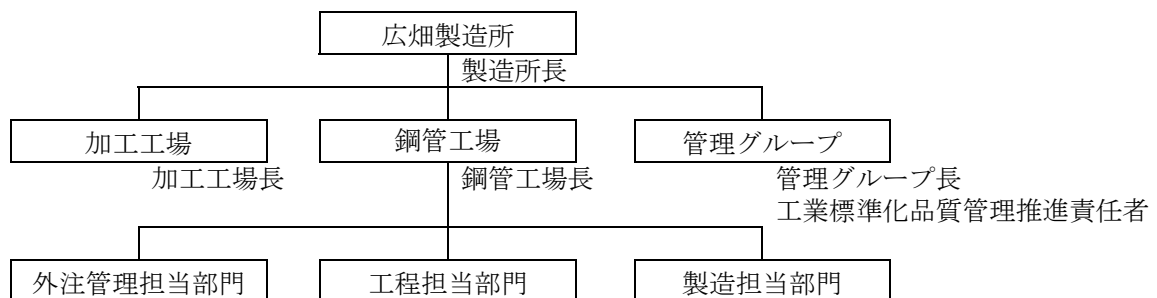 広畑製造所
製造所長
加工工場
鋼管工場
管理グループ
加工工場長
鋼管工場長
管理グループ長
工業標準化品質管理推進責任者
外注管理担当部門
工程担当部門
製造担当部門